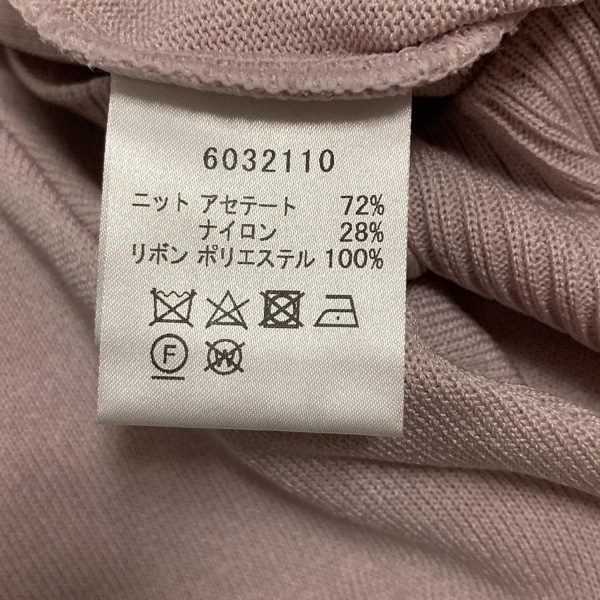 6032110
ニット アセテート 72%
ナイロン 28%
リボン ポリエステル 100%
F W